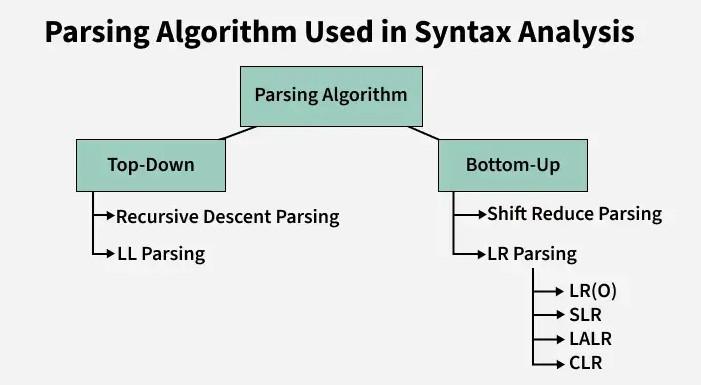 Parsing Algorithm Used in Syntax Analysis
Parsing Algorithm
Top-Down
Recursive Descent Parsing
LL Parsing
Bottom-Up
Shift Reduce Parsing
LR Parsing
LR(O)
SLR
LALR
CLR